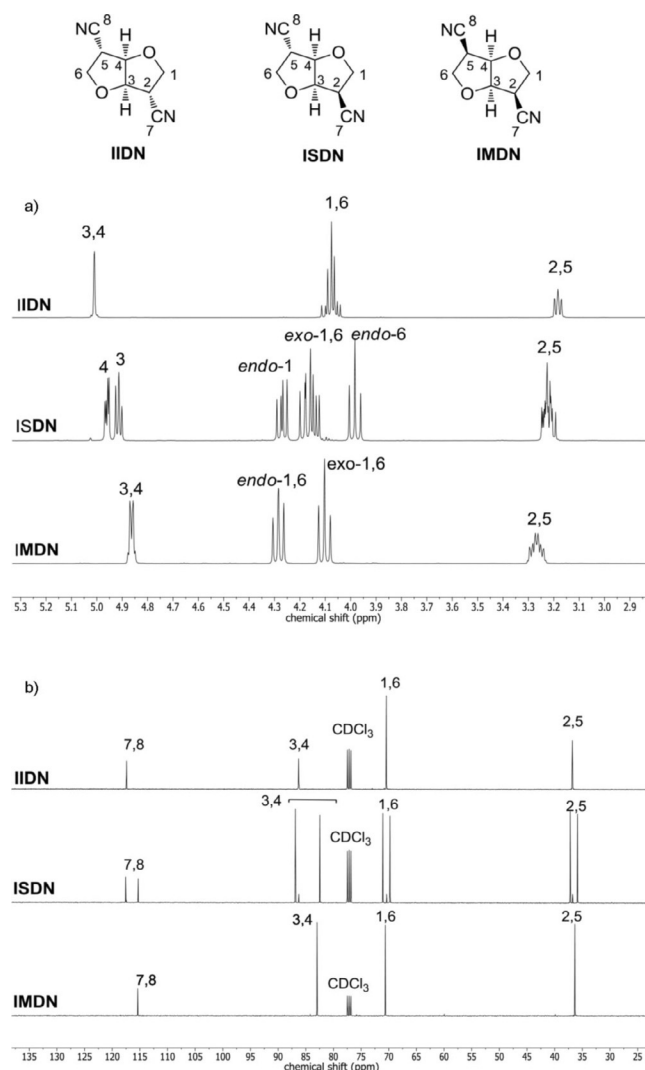 CN 8 O 5 4 H 6 3 2 1 O H CN 7
IIDN
CN 8 O 5 4 H 6 3 2 1 O H CN 7
ISDN
CN 8 O 5 4 H 6 3 2 1 O H CN 7
IMDN
a)
3,4 1,6 2,5
IIDN
4 3 endo-1 exo-1,6 endo-6 2,5
ISDN
3,4 endo-1,6 exo-1,6 2,5
IMDN
5.3 5.2 5.1 5.0 4.9 4.8 4.7 4.6 4.5 4.4 4.3 4.2 4.1 4.0 3.9 3.8 3.7 3.6 3.5 3.4 3.3 3.2 3.1 3.0 2.9
chemical shift (ppm)
b)
7,8 3,4 CDCl3 1,6 2,5
IIDN
7,8 3,4 CDCl3 1,6 2,5
ISDN
7,8 3,4 CDCl3 1,6 2,5
IMDN
135 125 115 105 95 90 85 80 75 70 65 60 55 50 45 40 35 30 25
chemical shift (ppm)